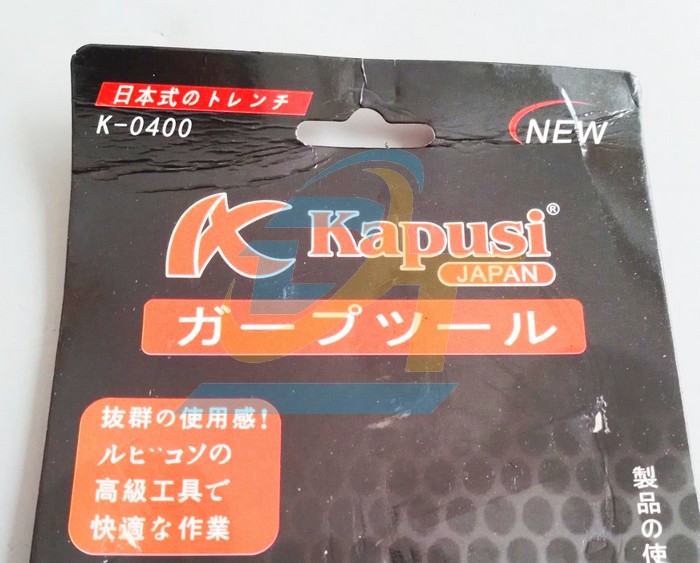 日本式のトレンチ
K-0400
NEW
Kapusi®
JAPAN
ガープツール
抜群の使用感!
ルビコンの
高級工具で
快適な作業
製品の使